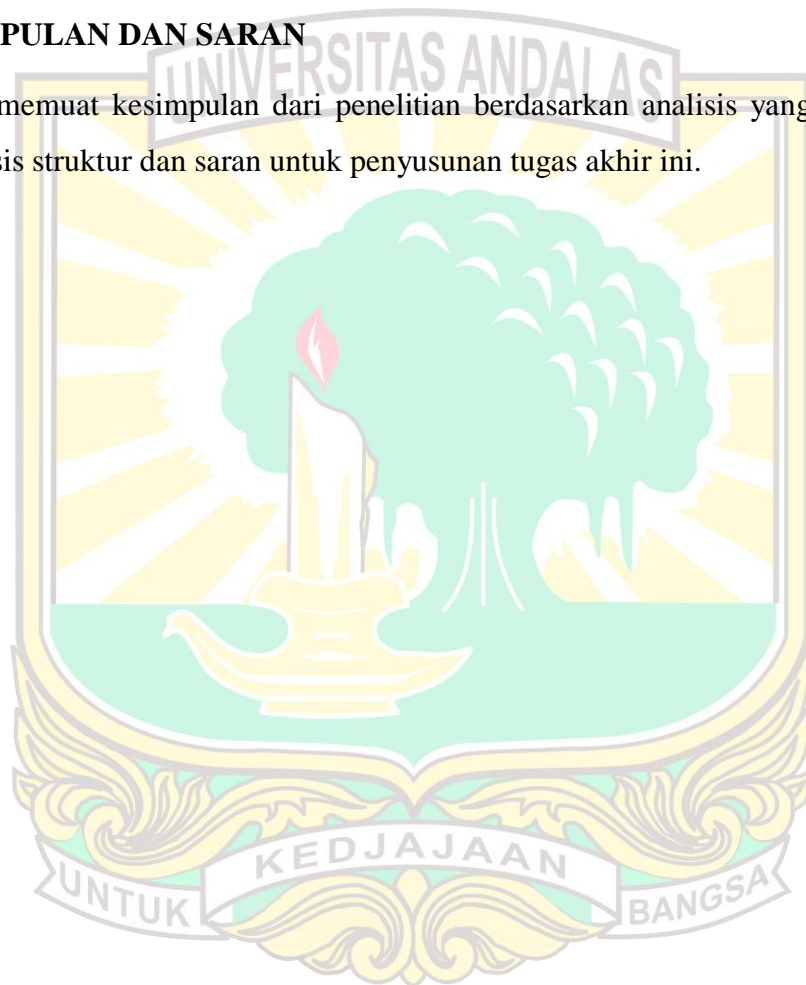 PULAN DAN SARAN
UNIVERSITAS ANDALAS
memuat kesimpulan dari penelitian berdasarkan analisis yang
sis struktur dan saran untuk penyusunan tugas akhir ini.
UNTUK KEDJAJAAN BANGSA